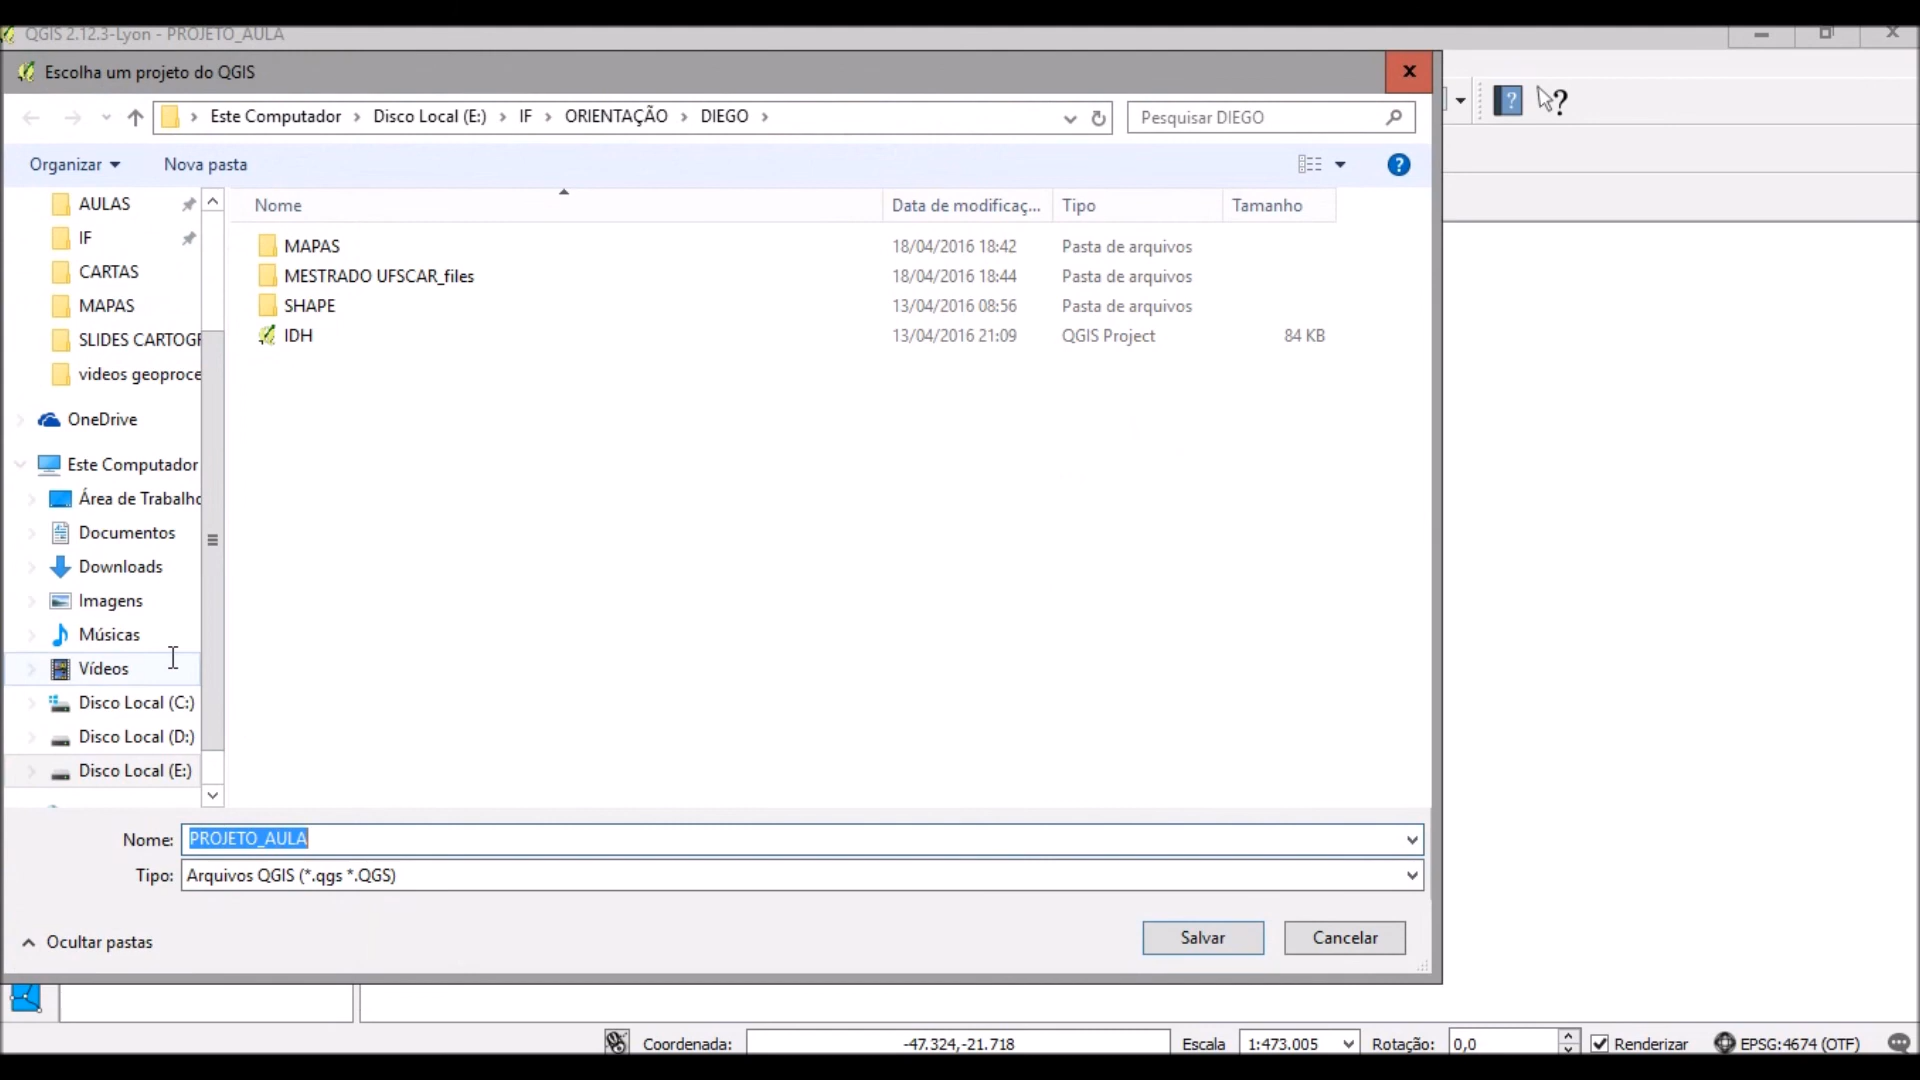 QGIS 2.12.3-Lyon - PROJETO_AULA
Escolha um projeto do QGIS
Este Computador > Disco Local (E:) > IF > ORIENTAÇÃO > DIEGO >
Pesquisar DIEGO
Organizar
Nova pasta
AULAS
IF
CARTAS
MAPAS
SLIDES CARTOGR
videos geoproce
OneDrive
Este Computador
Área de Trabalho
Documentos
Downloads
Imagens
Músicas
Vídeos
Disco Local (C:)
Disco Local (D:)
Disco Local (E:)
Nome Data de modificaç... Tipo Tamanho
MAPAS 18/04/2016 18:42 Pasta de arquivos
MESTRADO UFSCAR_files 18/04/2016 18:44 Pasta de arquivos
SHAPE 13/04/2016 08:56 Pasta de arquivos
IDH 13/04/2016 21:09 QGIS Project 84 KB
Nome: PROJETO_AULA
Tipo: Arquivos QGIS (*.qgs *.QGS)
Ocultar pastas
Salvar
Cancelar
Coordenada: -47.324,-21.718 Escala 1:473.005 Rotação: 0,0 Renderizar EPSG:4674 (OTF)